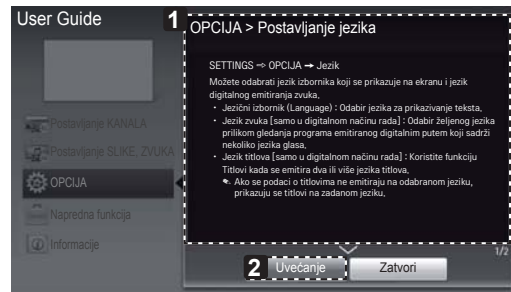 User Guide
1
OPCIJA > Postavljanje jezika
SETTINGS ⇨ OPCIJA ➙ Jezik
Možete odabrati jezik izbornika koji se prikazuje na ekranu i jezik
digitalnog emitiranja zvuka.
• Jezični izbornik (Language) : Odabir jezika za prikazivanje teksta.
• Jezik zvuka [samo u digitalnom načinu rada] : Odabir željenog jezika
prilikom gledanja programa emitiranog digitalnim putem koji sadrži
nekoliko jezika glasa.
• Jezik titlova [samo u digitalnom načinu rada] : Koristite funkciju
Titlovi kada se emitira dva ili više jezika titlova.
✎ Ako se podaci o titlovima ne emitiraju na odabranom jeziku,
prikazuju se titlovi na zadanom jeziku.
Postavljanje KANALA
Postavljanje SLIKE, ZVUKA
OPCIJA
Napredna funkcija
Informacije
1/2
2
Uvećanje
Zatvori